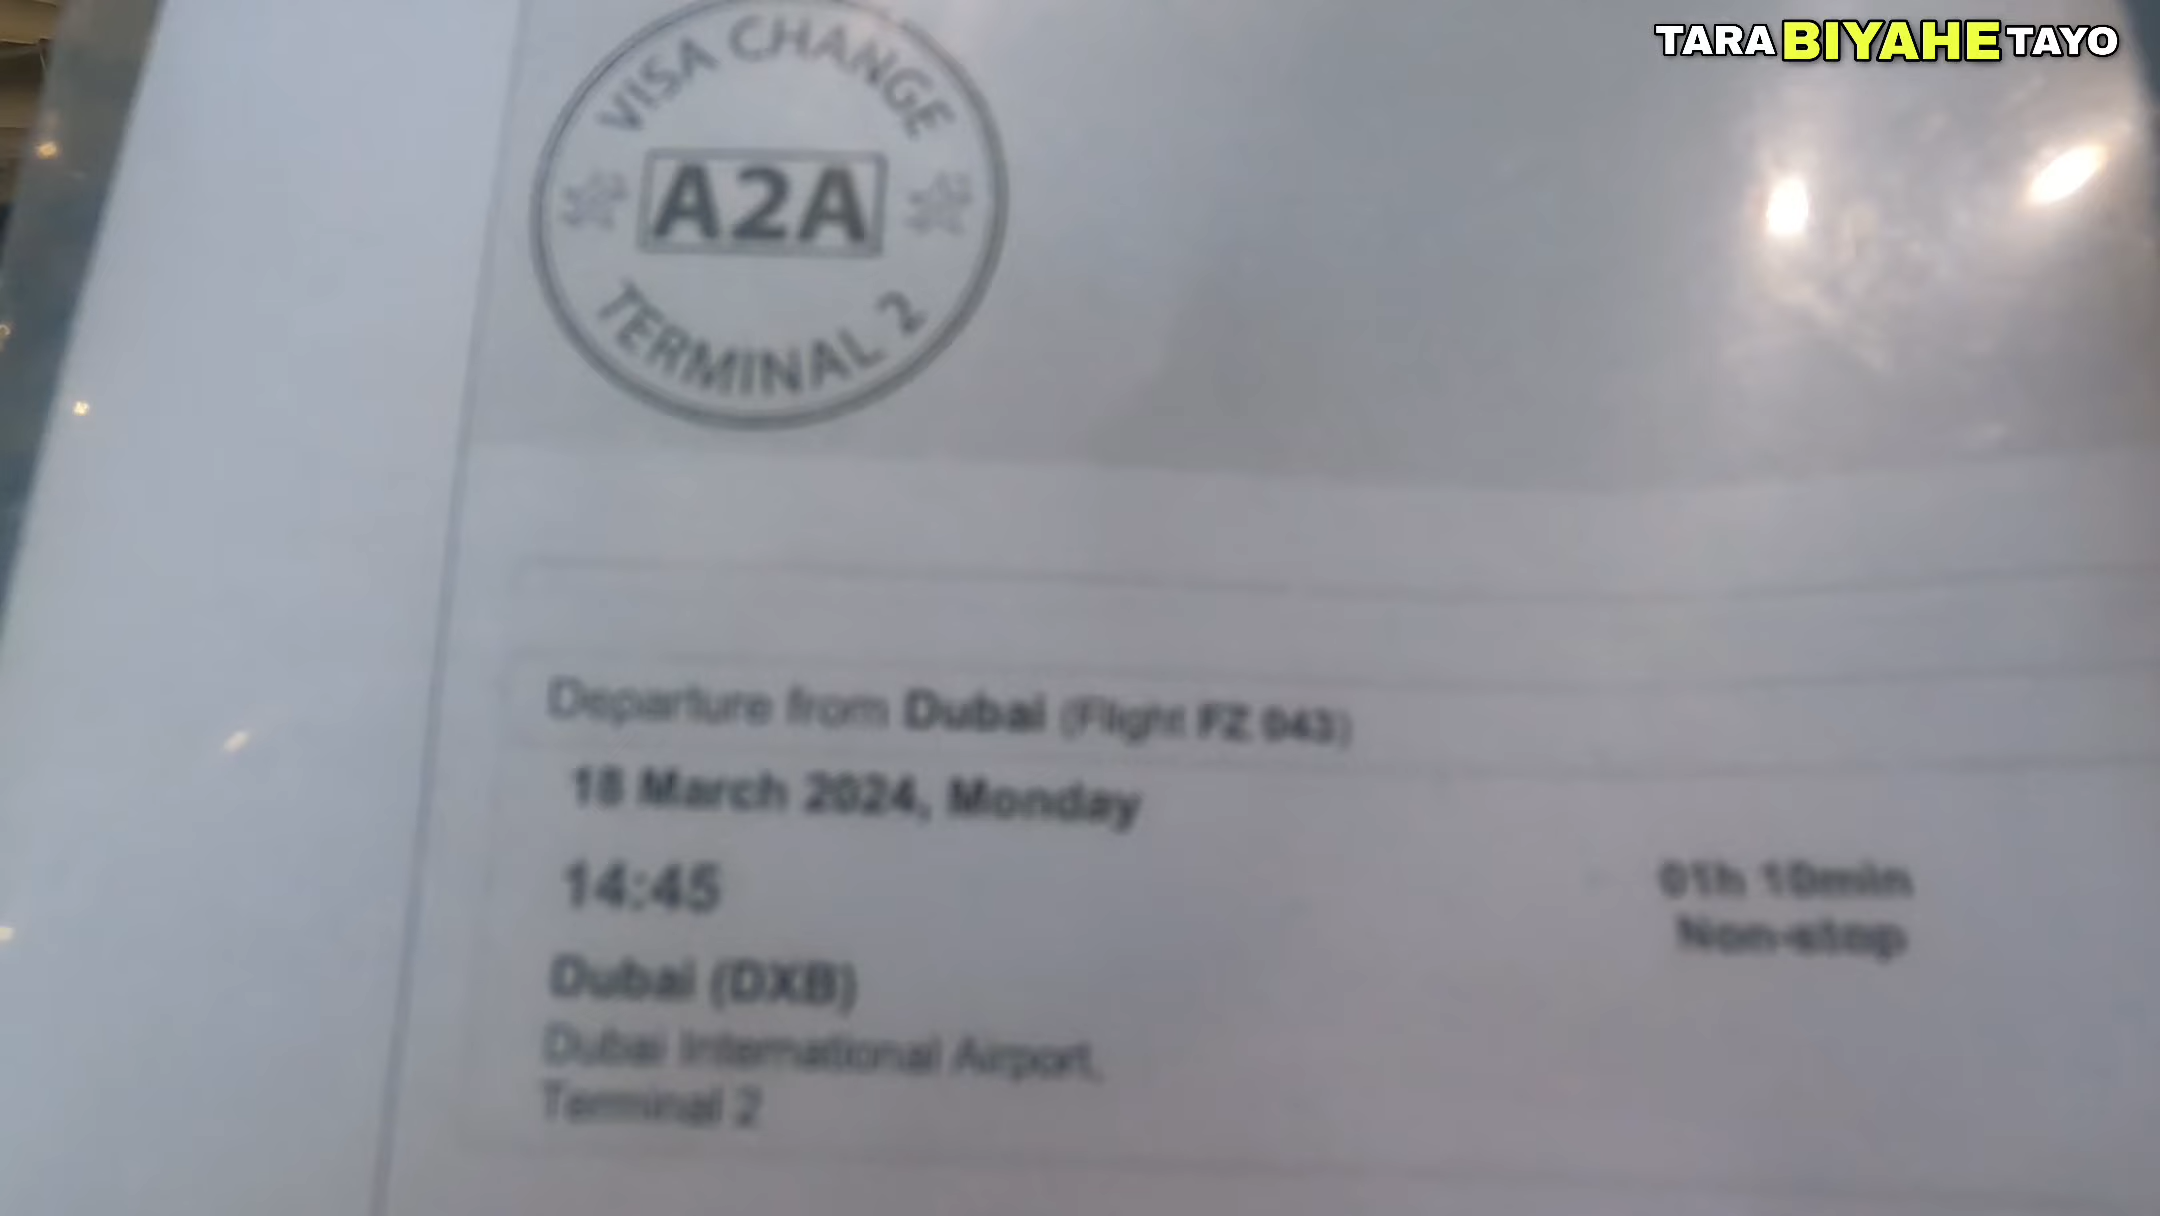 TARA BIYAHE TAYO
VISA CHANGE
A2A
TERMINAL 2
Departure from Dubai (Flight FZ 043)
18 March 2024, Monday
14:45
01h 10min
Non-stop
Dubai (DXB)
Dubai International Airport,
Terminal 2